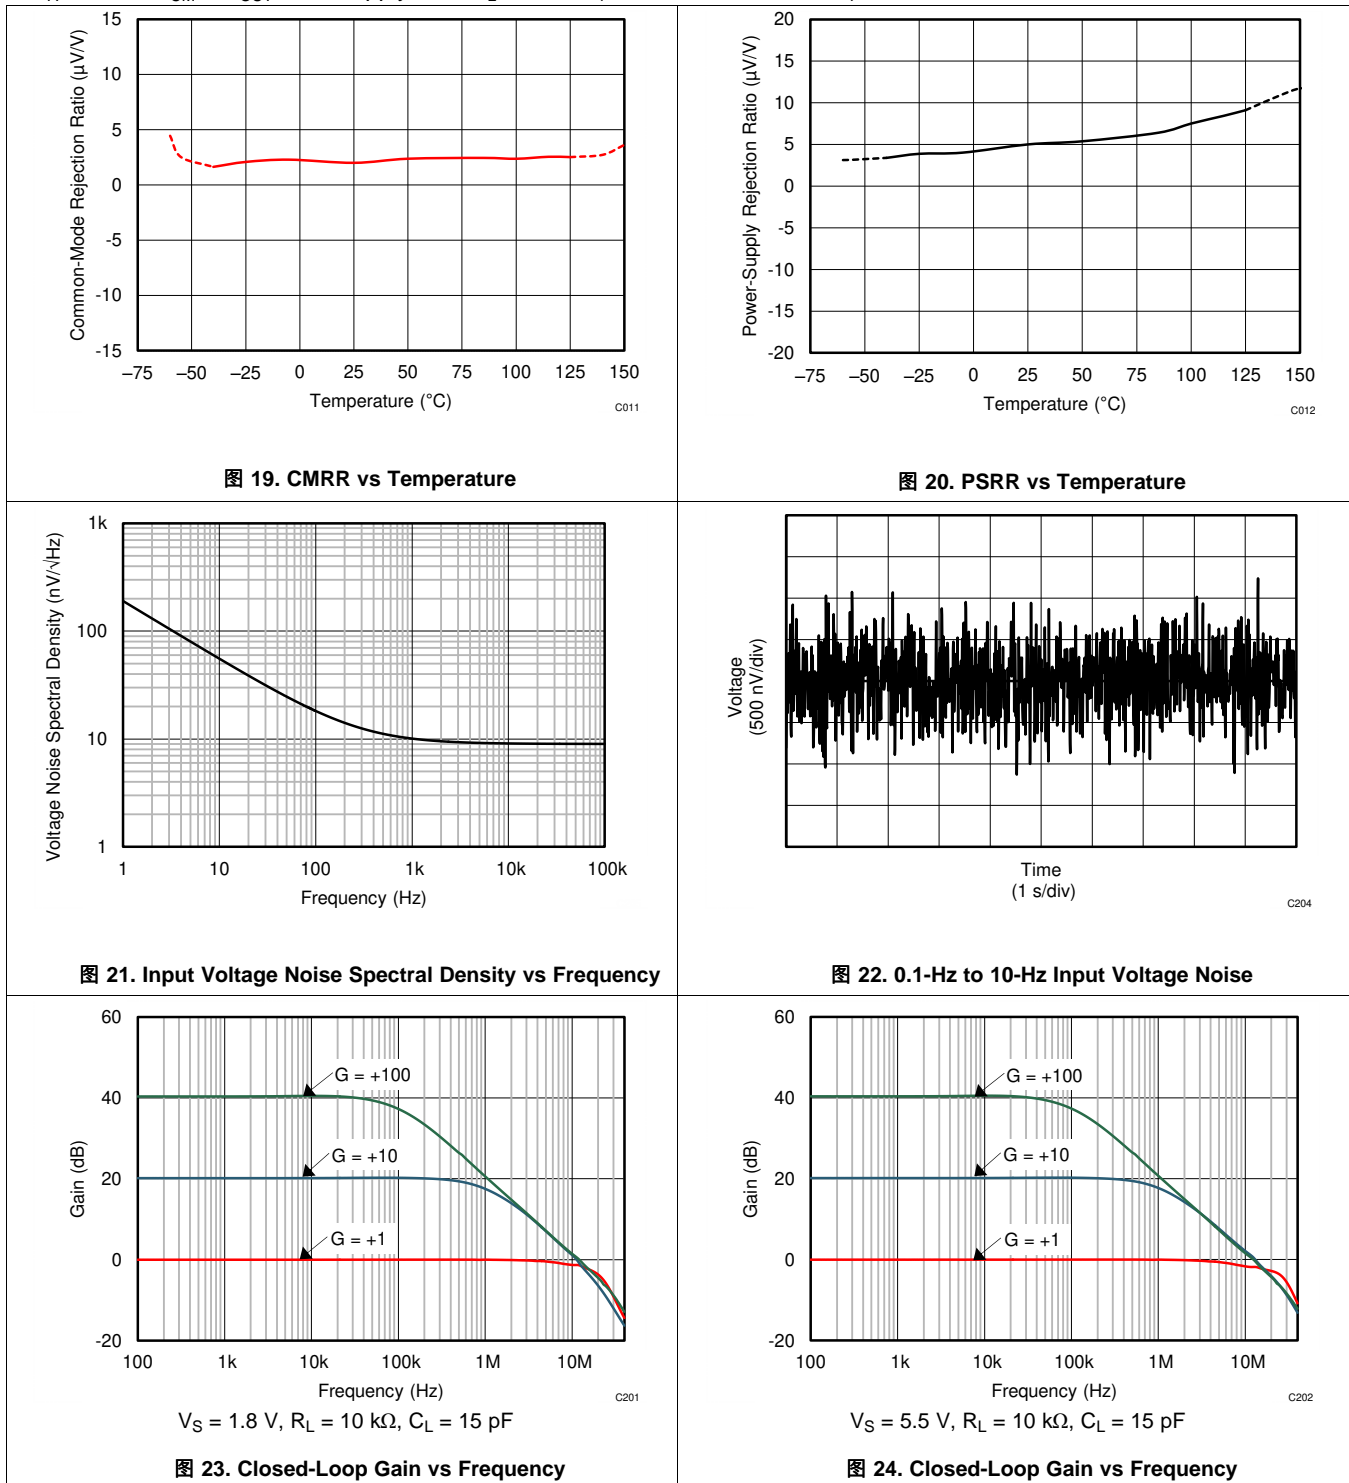 15
10
5
0
-5
-10
-15
–75 –50 –25 0 25 50 75 100 125 150
Common-Mode Rejection Ratio (µV/V)
Temperature (°C)
C011
图 19. CMRR vs Temperature
20
15
10
5
0
-5
-10
-15
-20
–75 –50 –25 0 25 50 75 100 125 150
Power-Supply Rejection Ratio (µV/V)
Temperature (°C)
C012
图 20. PSRR vs Temperature
1k
100
10
1
1 10 100 1k 10k 100k
Voltage Noise Spectral Density (nV/√Hz)
Frequency (Hz)
图 21. Input Voltage Noise Spectral Density vs Frequency
Voltage
(500 nV/div)
Time
(1 s/div)
C204
图 22. 0.1-Hz to 10-Hz Input Voltage Noise
60
40
20
0
-20
G = +100
G = +10
G = +1
100 1k 10k 100k 1M 10M
Gain (dB)
Frequency (Hz)
C201
V_S = 1.8 V, R_L = 10 kΩ, C_L = 15 pF
图 23. Closed-Loop Gain vs Frequency
60
40
20
0
-20
G = +100
G = +10
G = +1
100 1k 10k 100k 1M 10M
Gain (dB)
Frequency (Hz)
C202
V_S = 5.5 V, R_L = 10 kΩ, C_L = 15 pF
图 24. Closed-Loop Gain vs Frequency